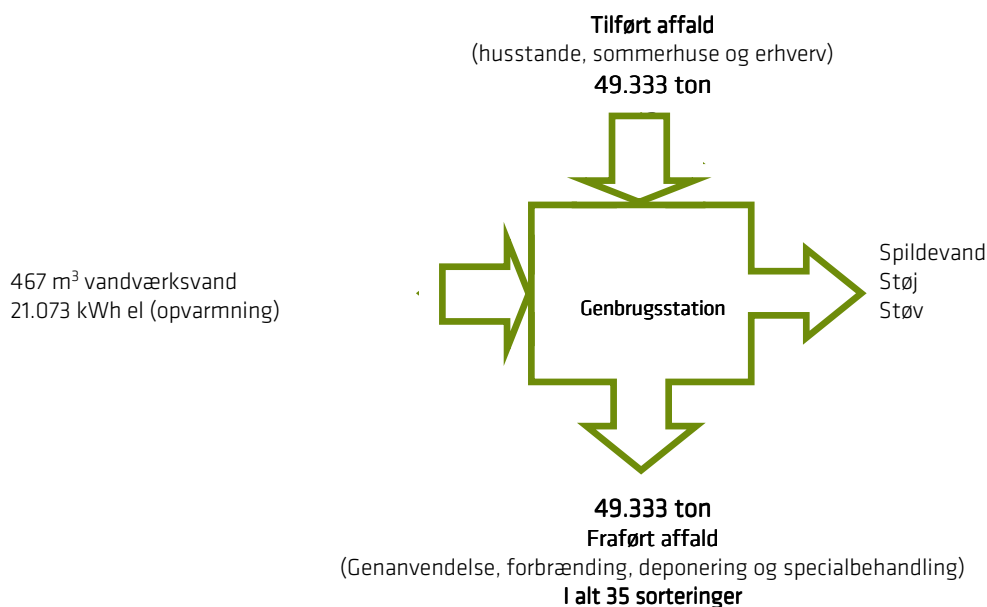 Tilført affald
(husstande, sommerhuse og erhverv)
49.333 ton
467 m³ vandværksvand
21.073 kWh el (opvarmning)
Genbrugsstation
Spildevand
Støj
Støv
49.333 ton
Fraført affald
(Genanvendelse, forbrænding, deponering og specialbehandling)
I alt 35 sorteringer